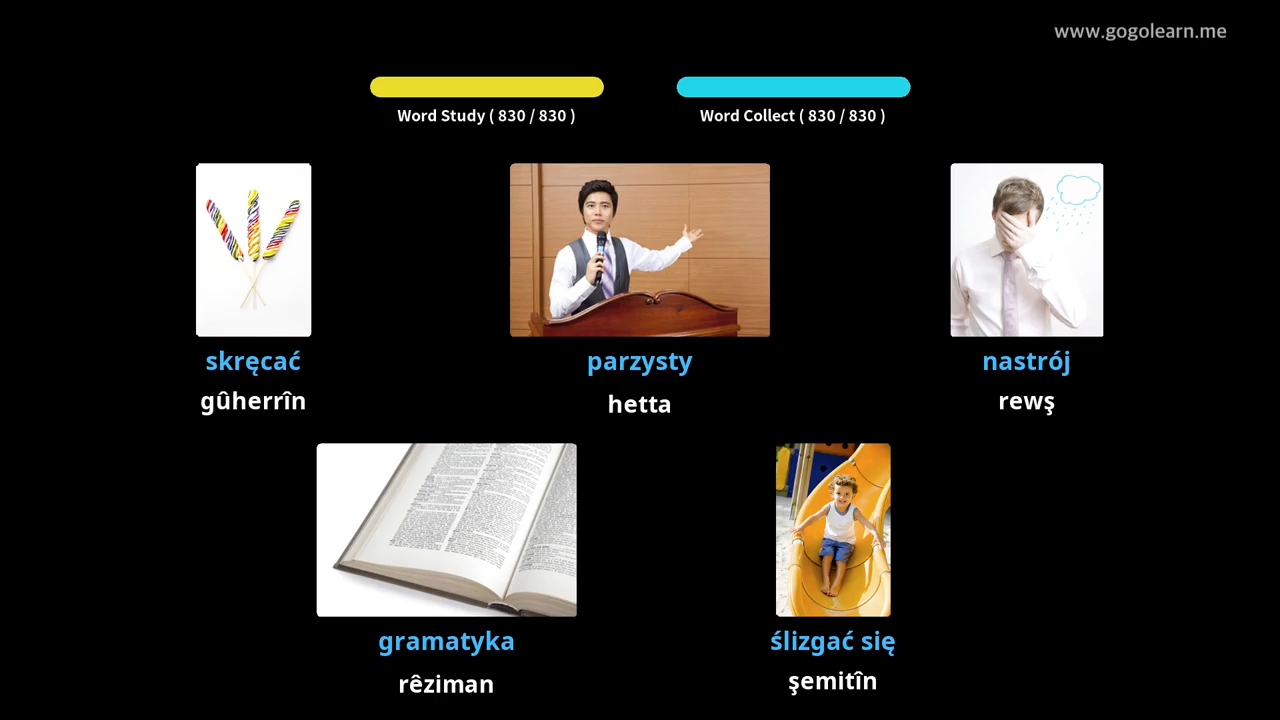 www.gogolearn.me
Word Study ( 830 / 830 )
Word Collect ( 830 / 830 )
skręcać
parzysty
nastrój
gûherrîn
hetta
rewş
gramatyka
ślizgać się
rêziman
şemitîn